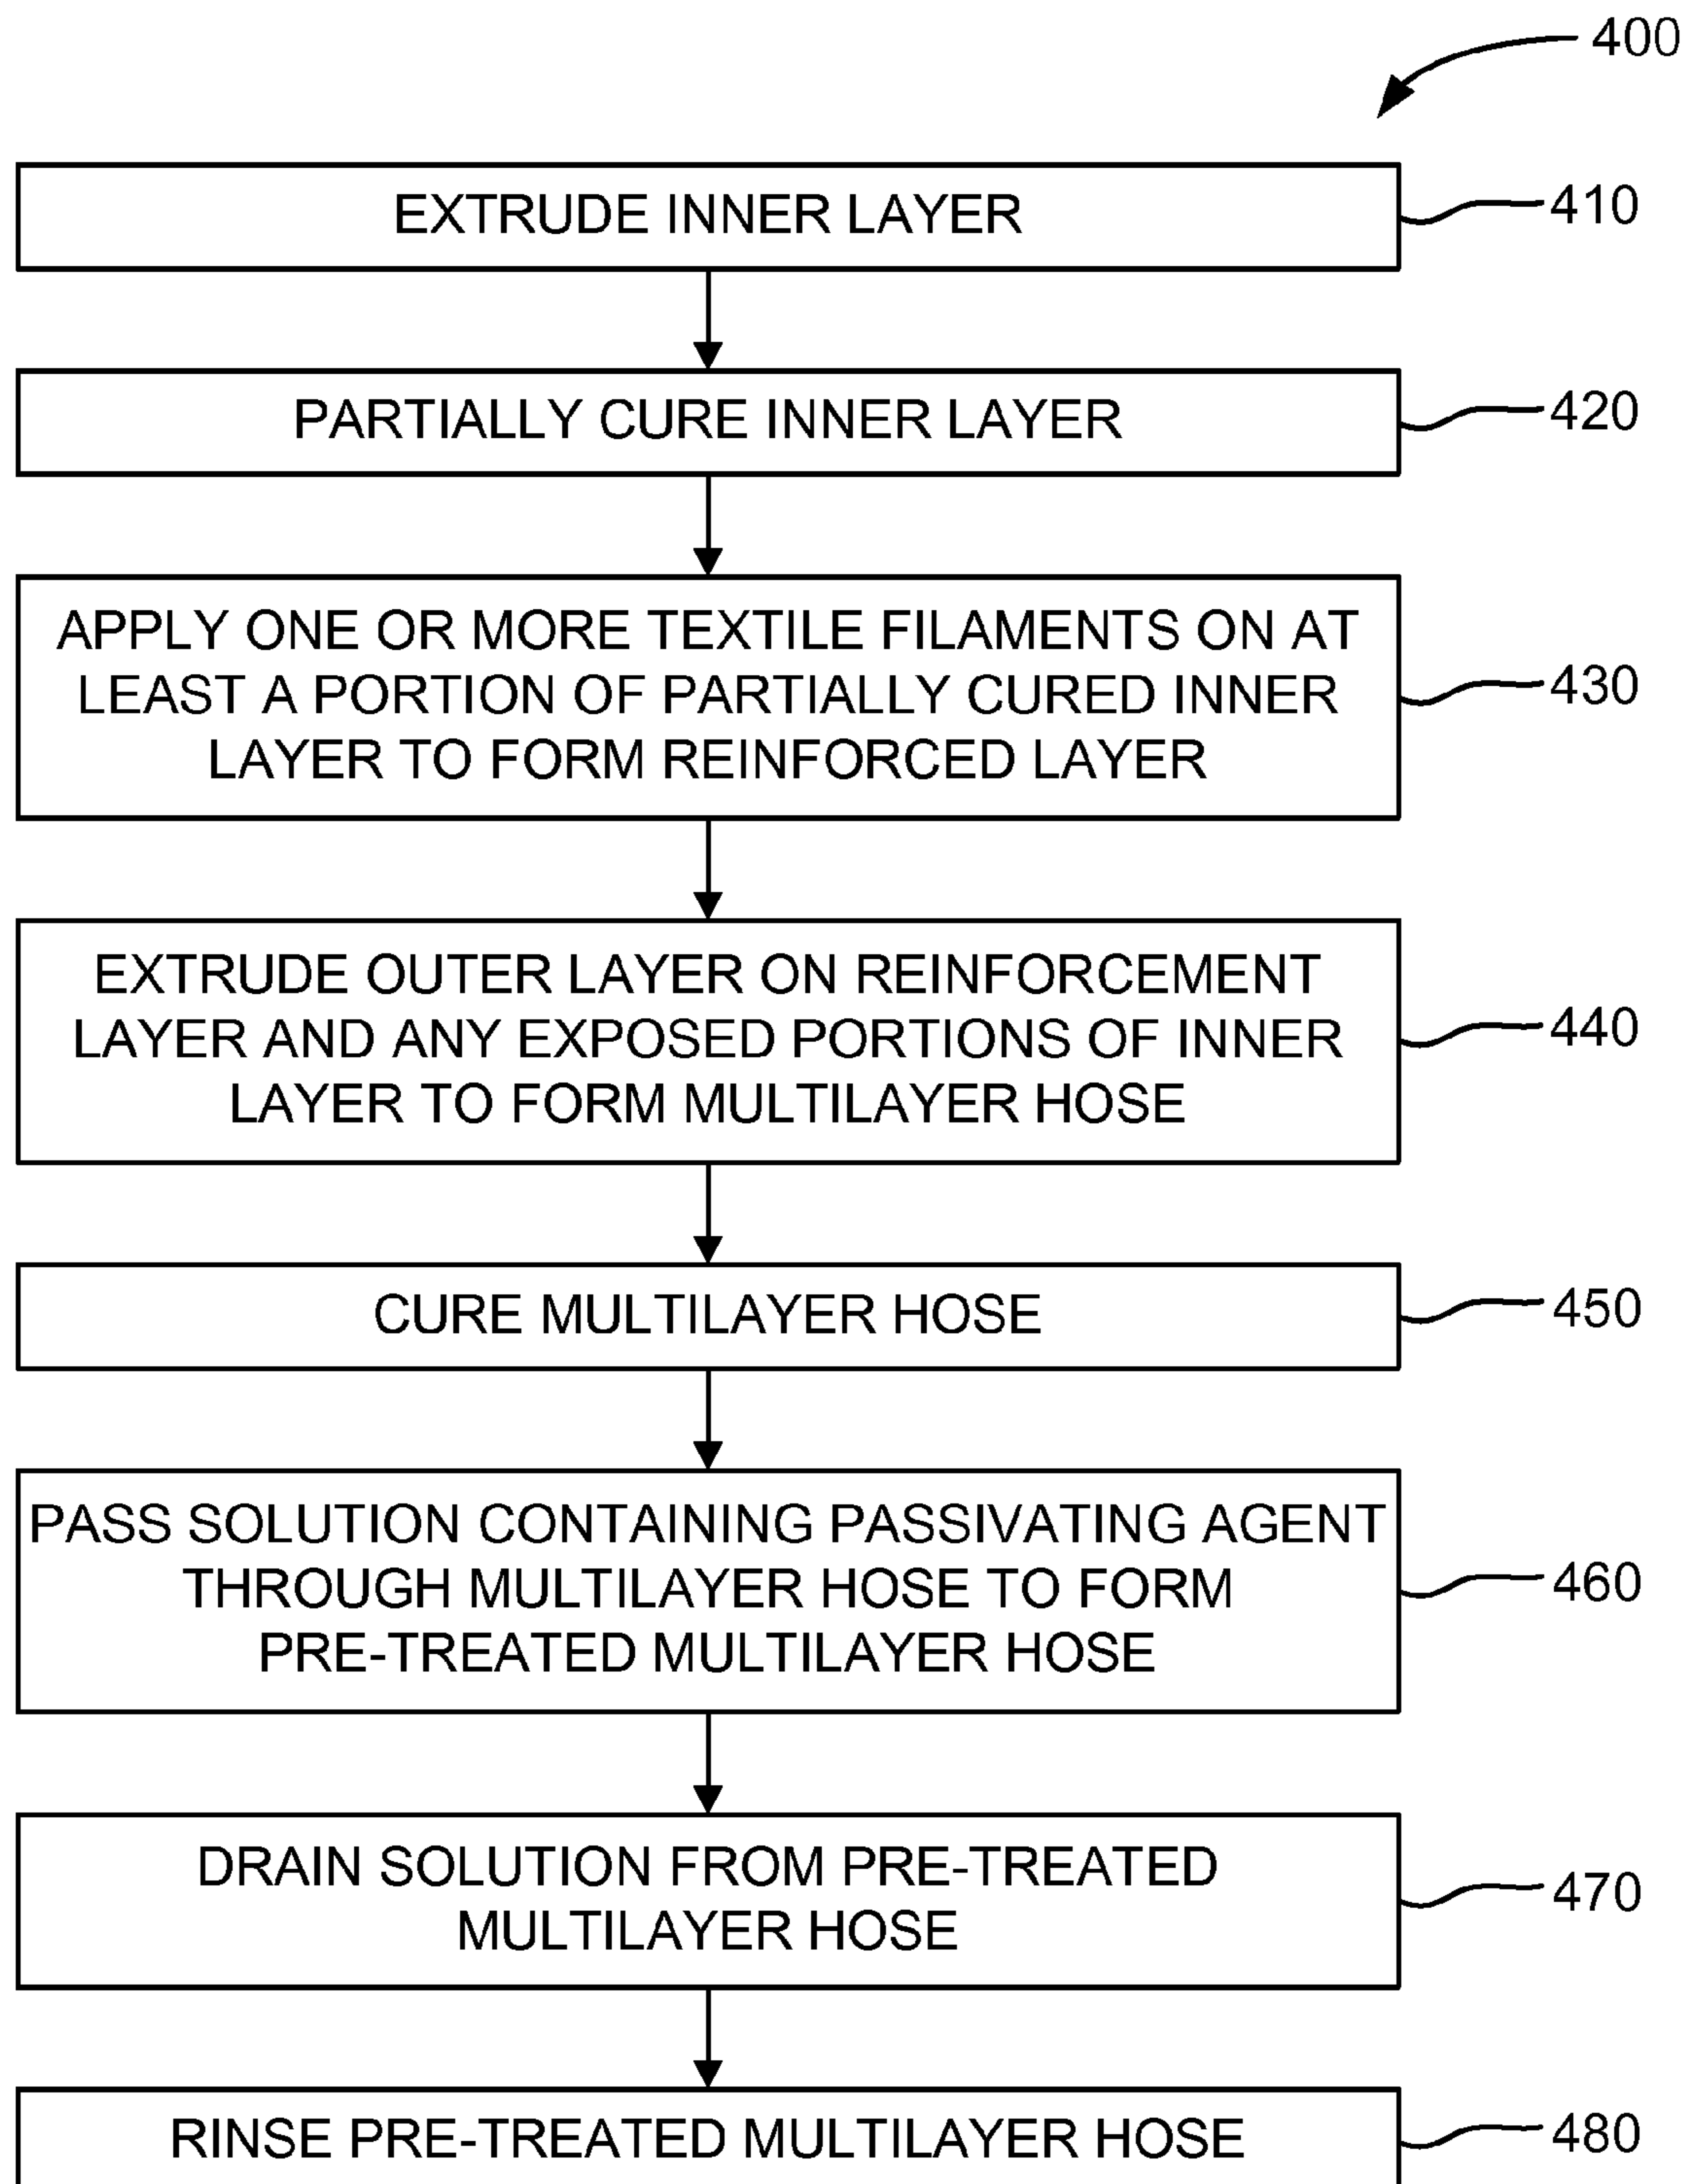 400
EXTRUDE INNER LAYER
410
PARTIALLY CURE INNER LAYER
420
APPLY ONE OR MORE TEXTILE FILAMENTS ON AT
LEAST A PORTION OF PARTIALLY CURED INNER
LAYER TO FORM REINFORCED LAYER
430
EXTRUDE OUTER LAYER ON REINFORCEMENT
LAYER AND ANY EXPOSED PORTIONS OF INNER
LAYER TO FORM MULTILAYER HOSE
440
CURE MULTILAYER HOSE
450
PASS SOLUTION CONTAINING PASSIVATING AGENT
THROUGH MULTILAYER HOSE TO FORM
PRE-TREATED MULTILAYER HOSE
460
DRAIN SOLUTION FROM PRE-TREATED
MULTILAYER HOSE
470
RINSE PRE-TREATED MULTILAYER HOSE
480